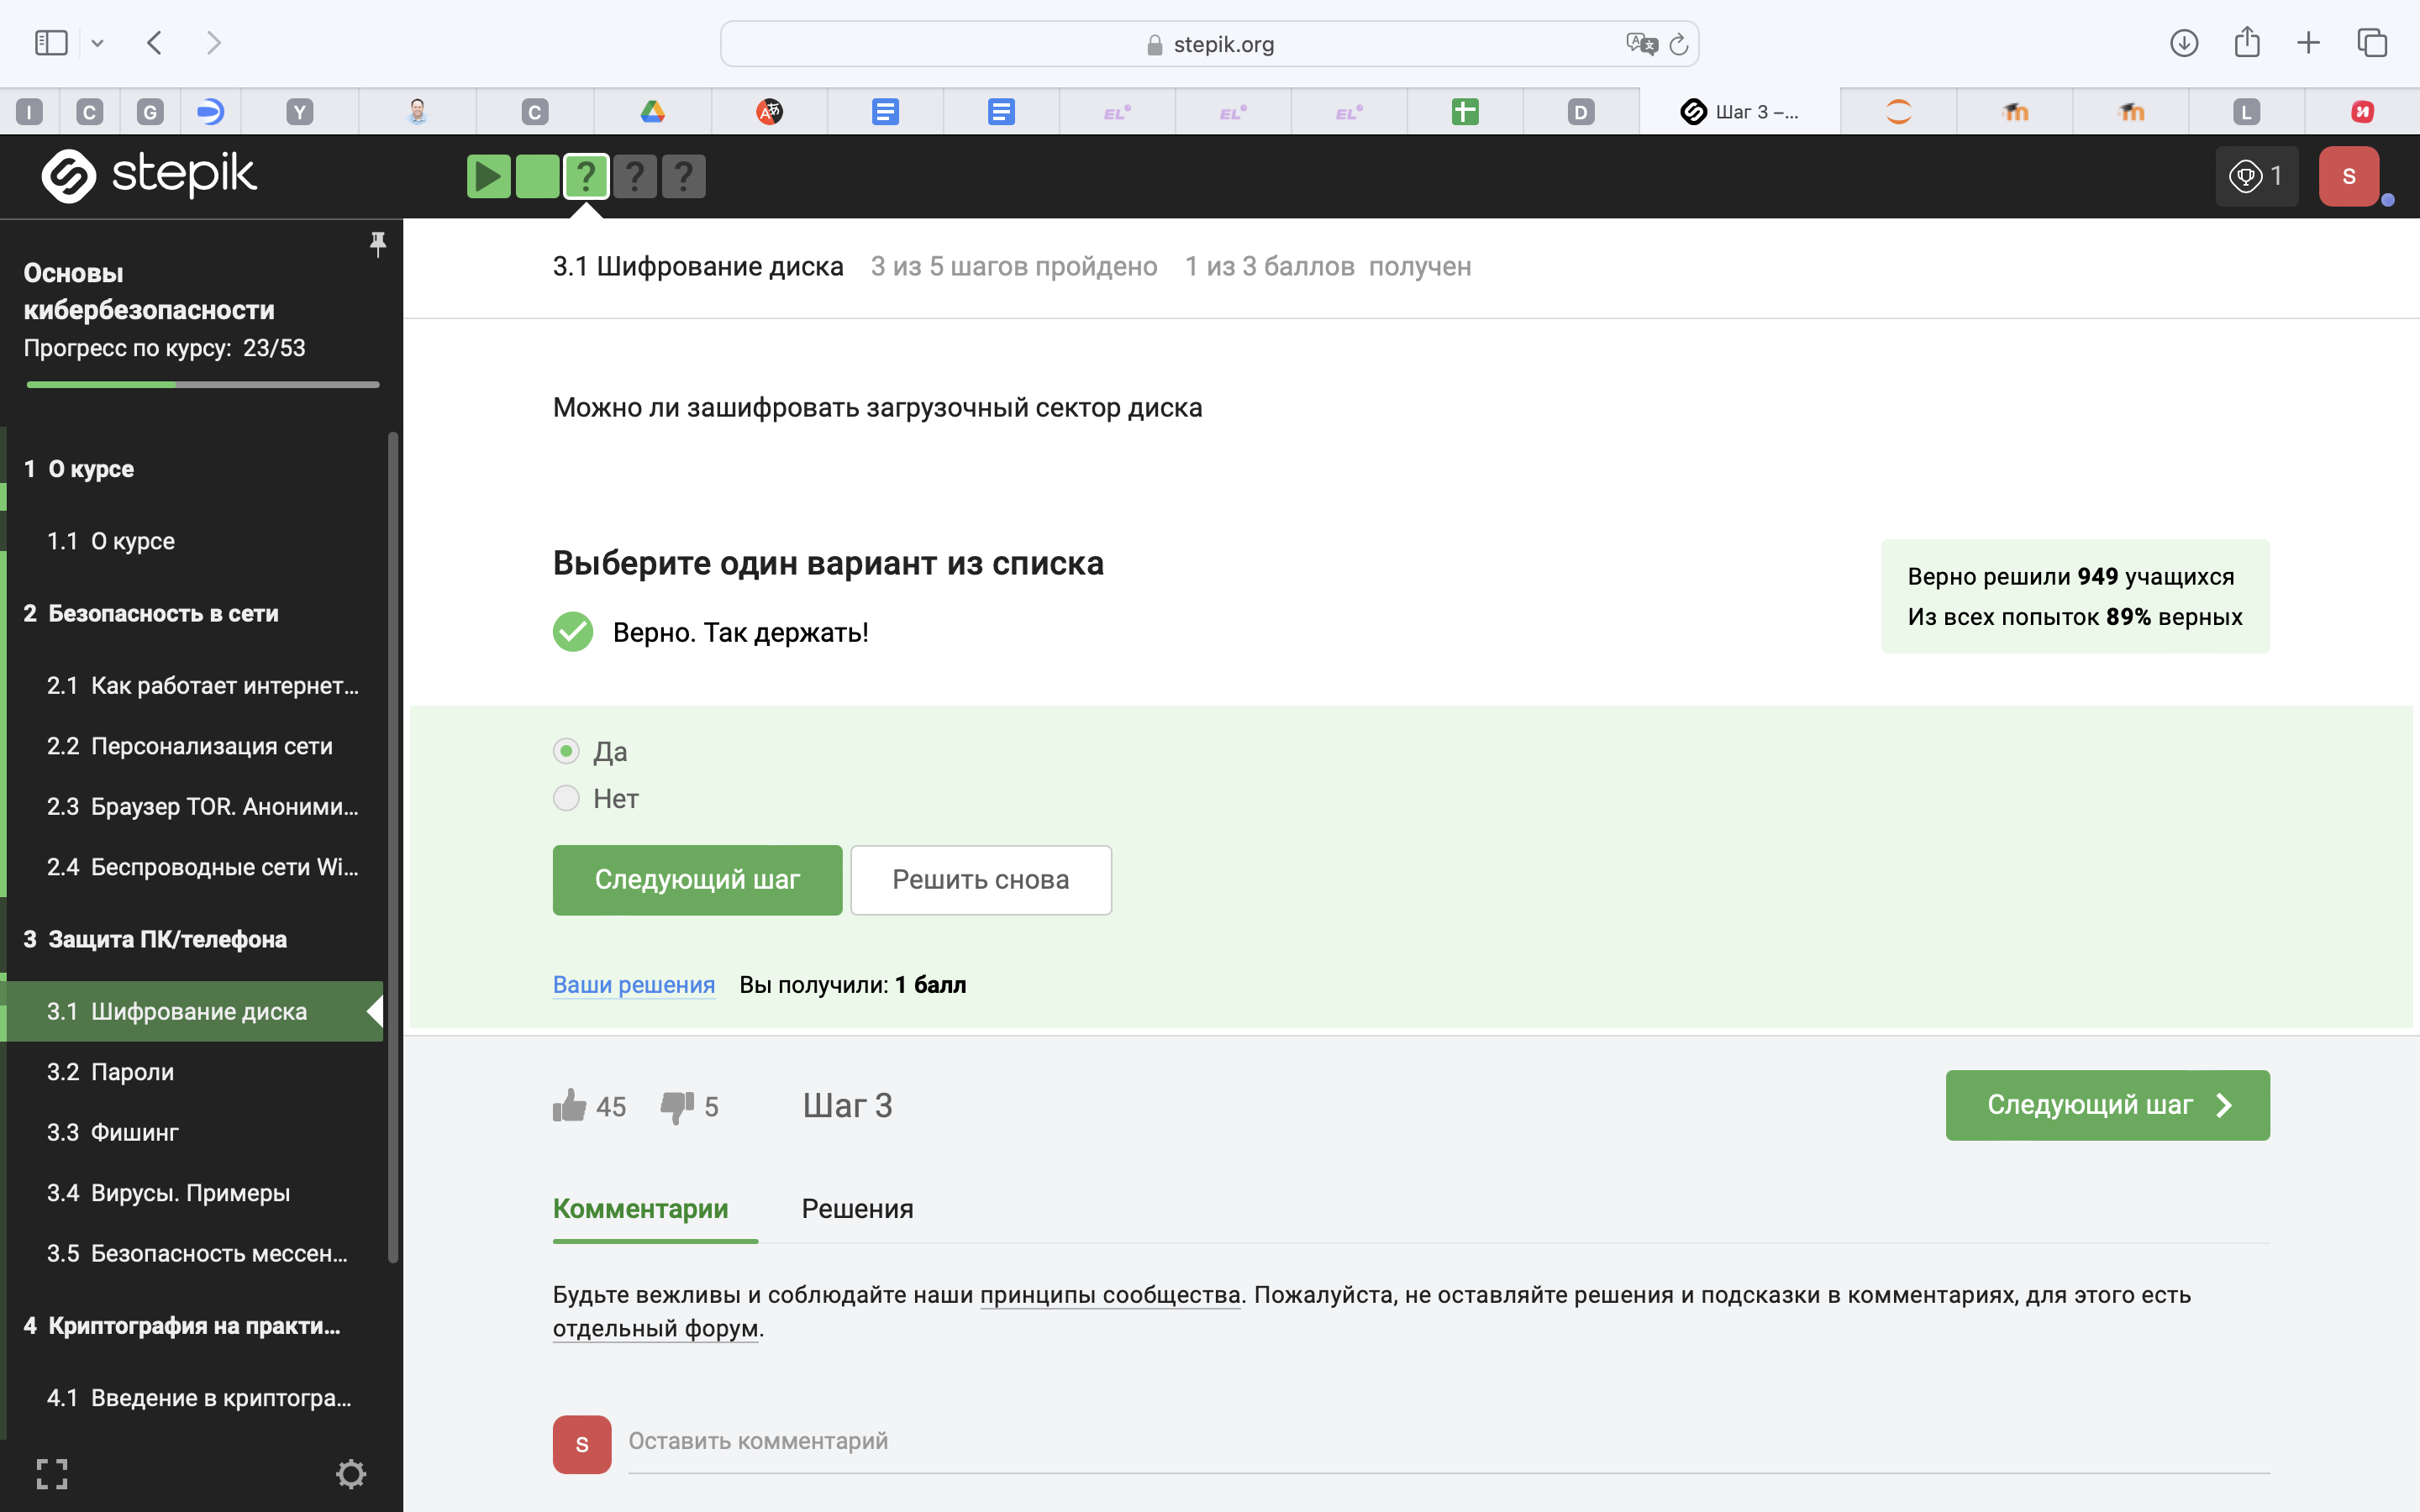 stepik.org
I
C
G
Y
C
EL
EL
EL
D
Шаг 3 –...
L
stepik
? ? ?
1
S
Основы
кибербезопасности
Прогресс по курсу: 23/53
1 О курсе
1.1 О курсе
2 Безопасность в сети
2.1 Как работает интернет...
2.2 Персонализация сети
2.3 Браузер TOR. Аноними...
2.4 Беспроводные сети Wi...
3 Защита ПК/телефона
3.1 Шифрование диска
3.2 Пароли
3.3 Фишинг
3.4 Вирусы. Примеры
3.5 Безопасность мессен...
4 Криптография на практи...
4.1 Введение в криптогра...
3.1 Шифрование диска 3 из 5 шагов пройдено 1 из 3 баллов получен
Можно ли зашифровать загрузочный сектор диска
Выберите один вариант из списка
Верно. Так держать!
Верно решили 949 учащихся
Из всех попыток 89% верных
Да
Нет
Следующий шаг
Решить снова
Ваши решения Вы получили: 1 балл
45 5 Шаг 3
Следующий шаг
Комментарии Решения
Будьте вежливы и соблюдайте наши принципы сообщества. Пожалуйста, не оставляйте решения и подсказки в комментариях, для этого есть
отдельный форум.
S
Оставить комментарий